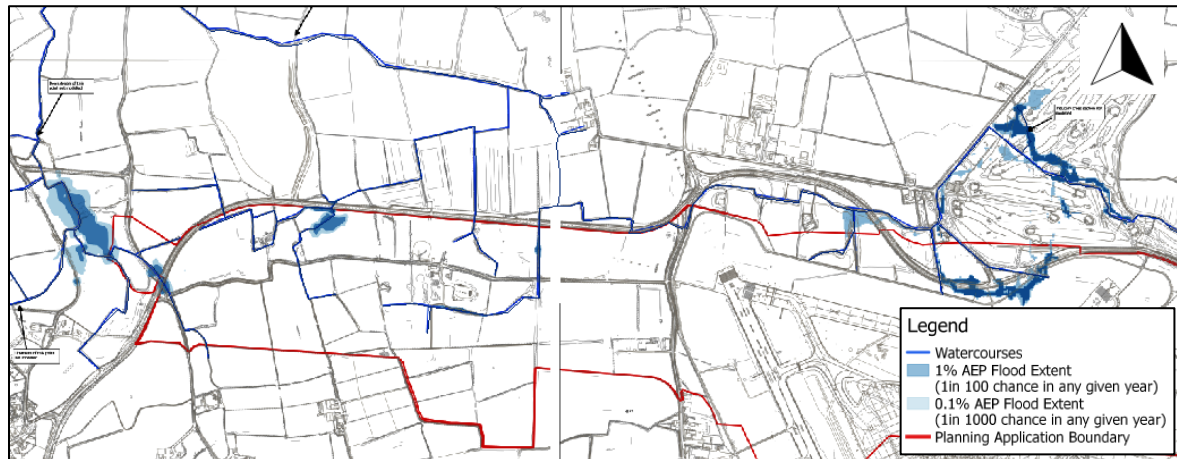 Legend
Watercourses
1% AEP Flood Extent
(1in 100 chance in any given year)
0.1% AEP Flood Extent
(1in 1000 chance in any given year)
Planning Application Boundary